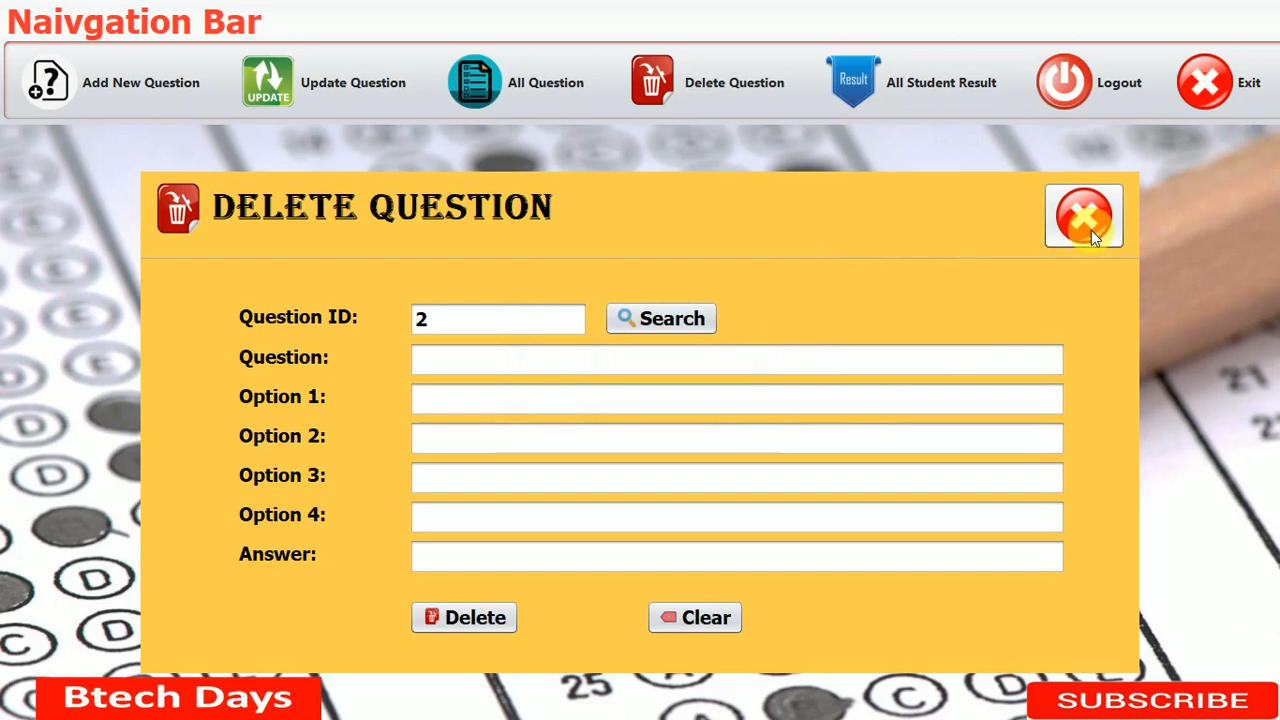 Naivgation Bar
Add New Question
UPDATE
Update Question
All Question
Delete Question
Result
All Student Result
Logout
Exit
DELETE QUESTION
Question ID:
2
Search
Question:
Option 1:
Option 2:
Option 3:
Option 4:
Answer:
Delete
Clear
Btech Days
SUBSCRIBE
21
25
D
D
D
C
C
D